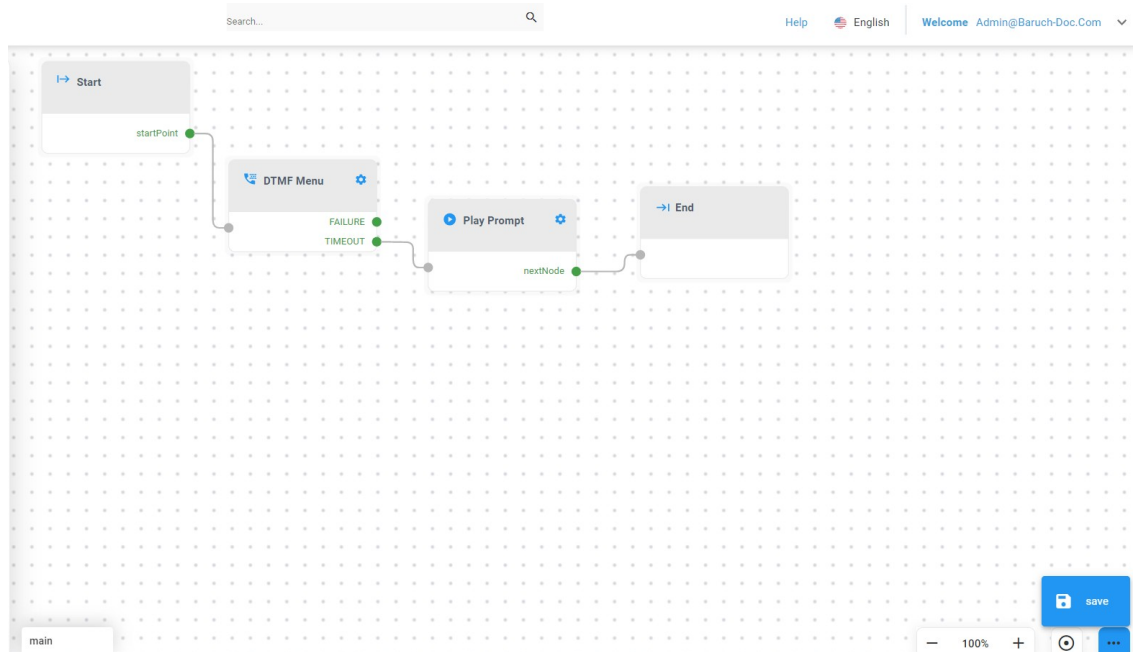 Search...
Help
English
Welcome Admin@Baruch-Doc.Com
Start
startPoint
DTMF Menu
FAILURE
TIMEOUT
Play Prompt
nextNode
End
save
main
100%